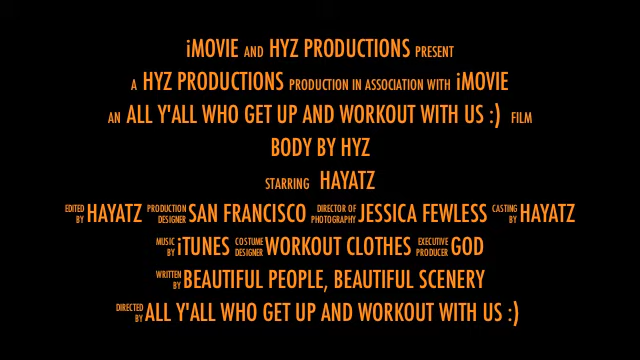 iMOVIE AND HYZ PRODUCTIONS PRESENT
A HYZ PRODUCTIONS PRODUCTION IN ASSOCIATION WITH iMOVIE
AN ALL Y'ALL WHO GET UP AND WORKOUT WITH US :) FILM
BODY BY HYZ
STARRING HAYATZ
EDITED BY HAYATZ PRODUCTION DESIGNER SAN FRANCISCO DIRECTOR OF PHOTOGRAPHY JESSICA FEWLESS CASTING BY HAYATZ
MUSIC BY iTUNES COSTUME DESIGNER WORKOUT CLOTHES EXECUTIVE PRODUCER GOD
WRITTEN BY BEAUTIFUL PEOPLE, BEAUTIFUL SCENERY
DIRECTED BY ALL Y'ALL WHO GET UP AND WORKOUT WITH US :)